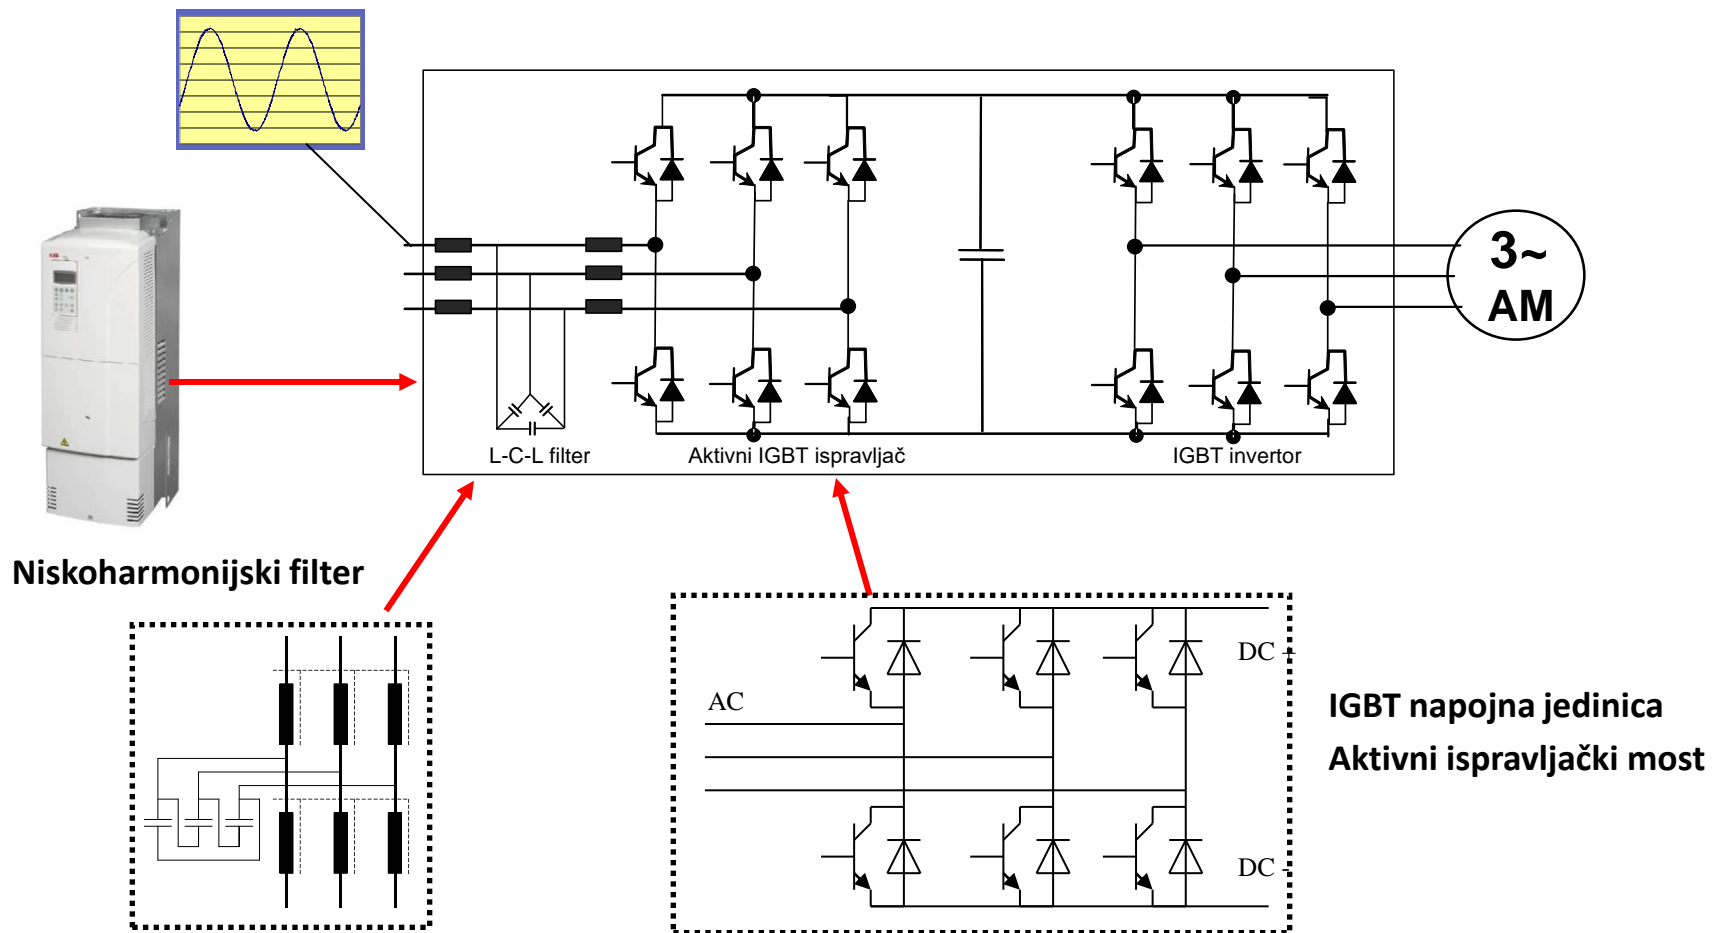 ABB
3~
AM
L-C-L filter
Aktivni IGBT ispravljač
IGBT invertor
Niskoharmonijski filter
AC
DC +
DC -
IGBT napojna jedinica
Aktivni ispravljački most